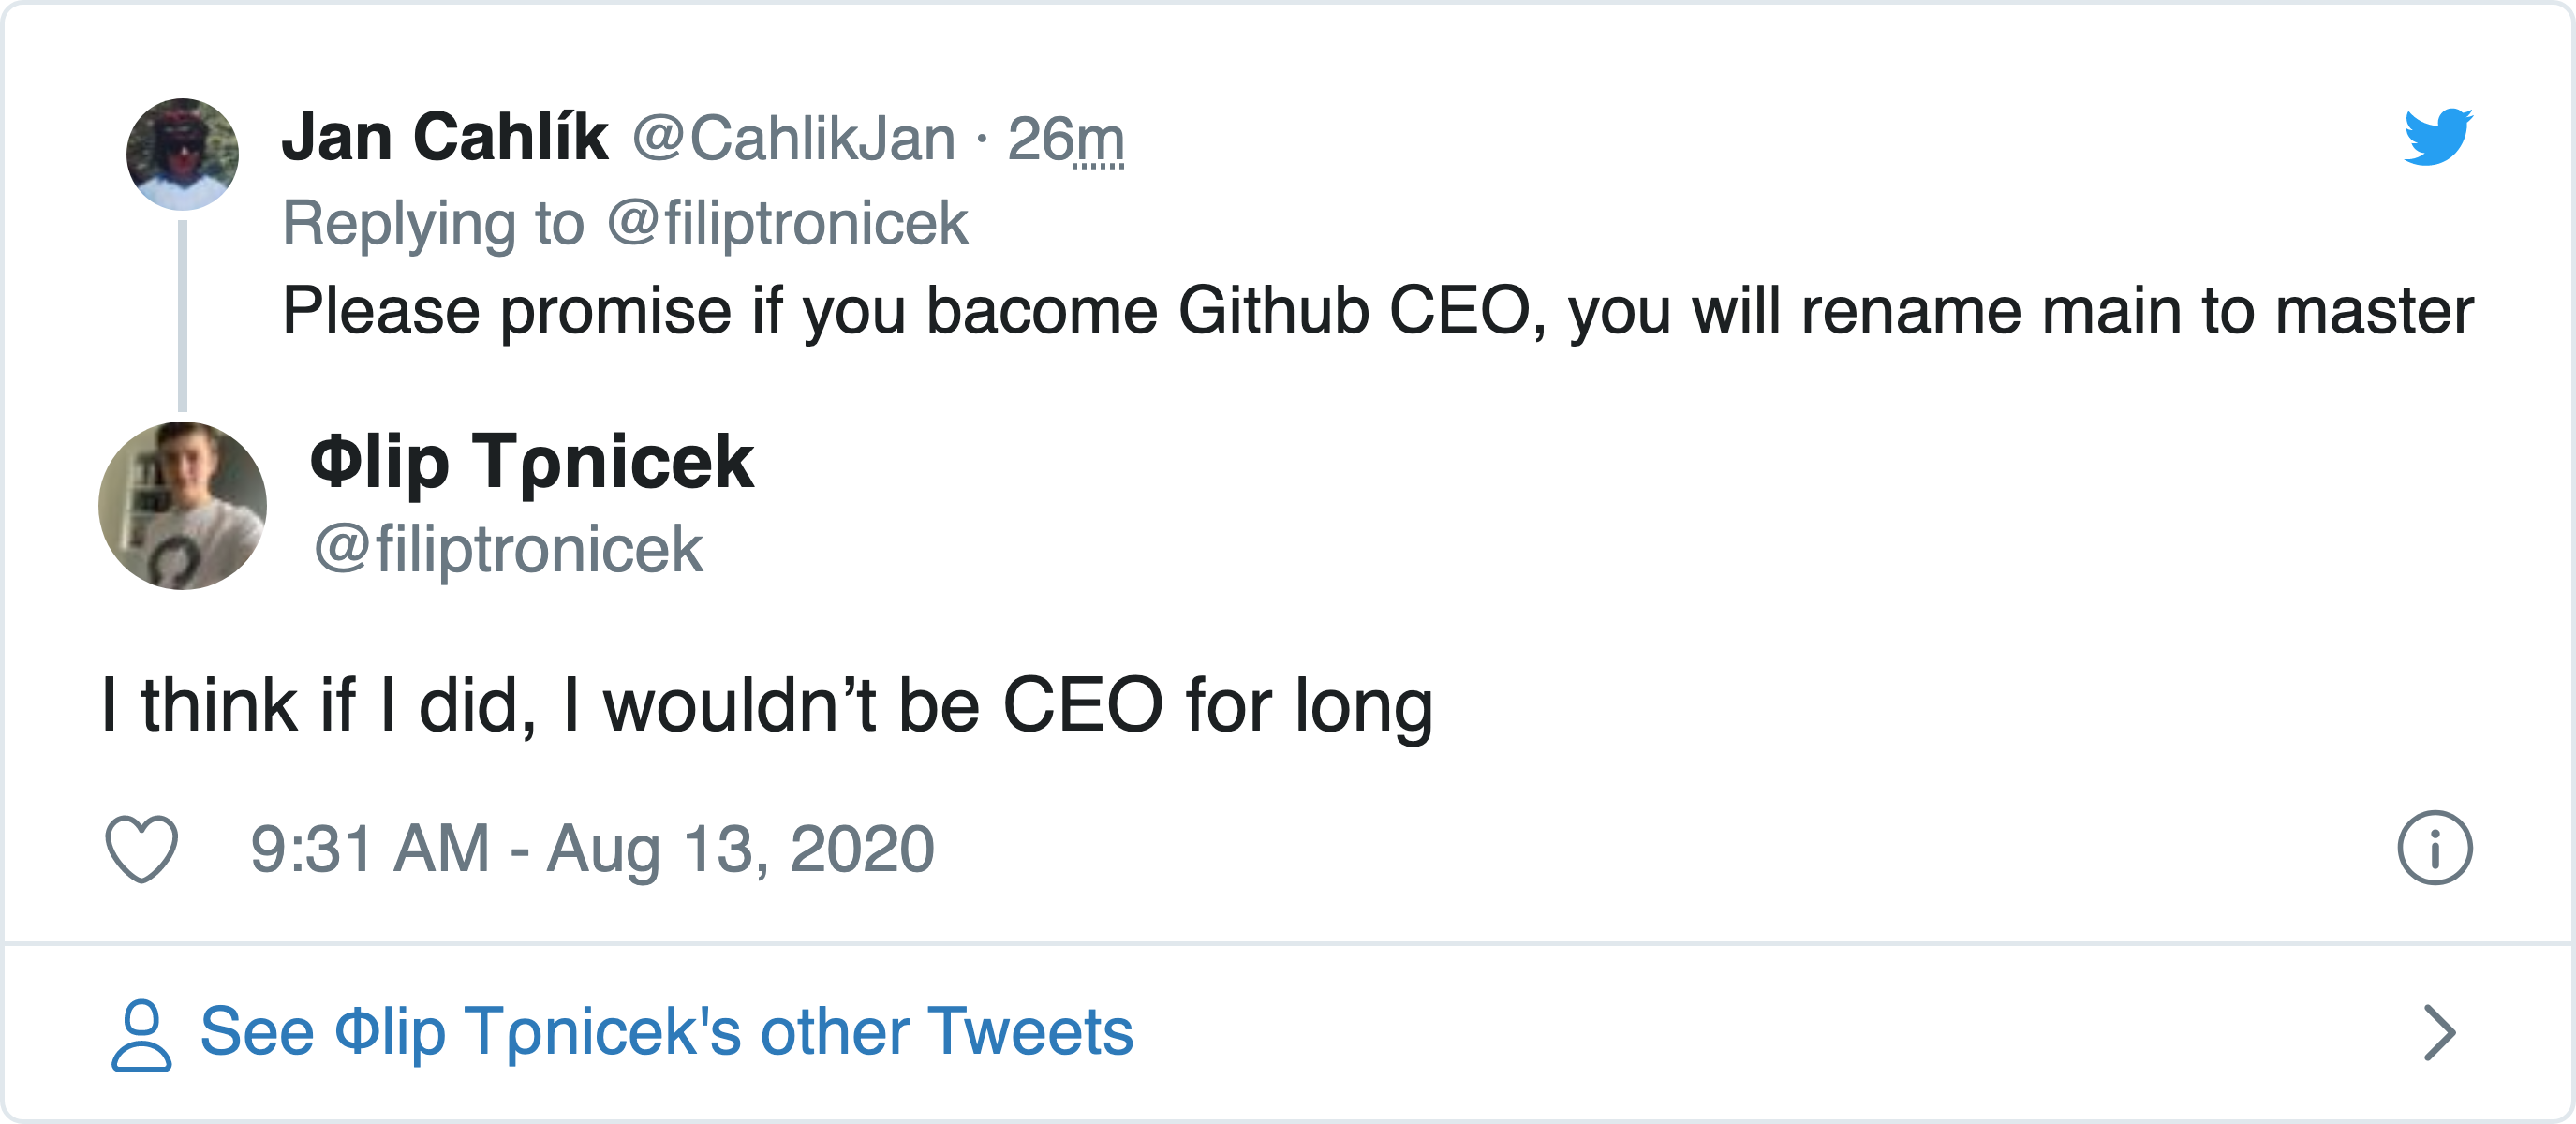 Jan Cahlík @CahlikJan · 26m
Replying to @filiptronicek
Please promise if you bacome Github CEO, you will rename main to master
Φlip Tρnicek
@filiptronicek
I think if I did, I wouldn’t be CEO for long
9:31 AM - Aug 13, 2020
See Φlip Tρnicek's other Tweets